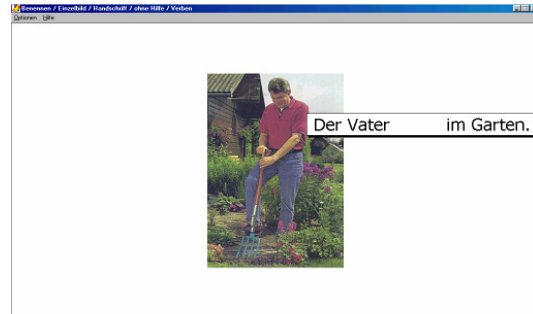 Benennen / Einzelbild / Handschrift / ohne Hilfe / Verben
Optionen Hilfe
Der Vater im Garten.